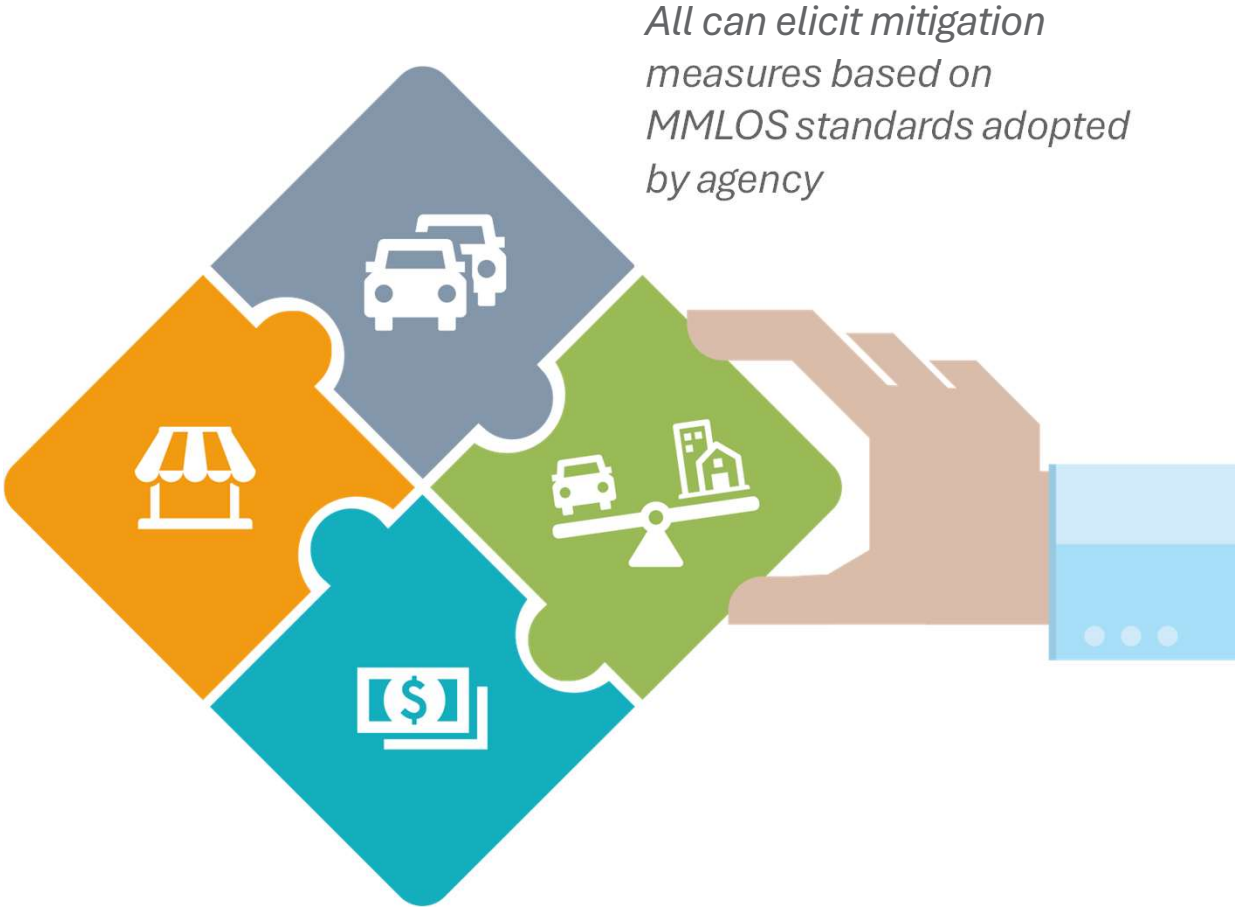 All can elicit mitigation
measures based on
MMLOS standards adopted
by agency
$